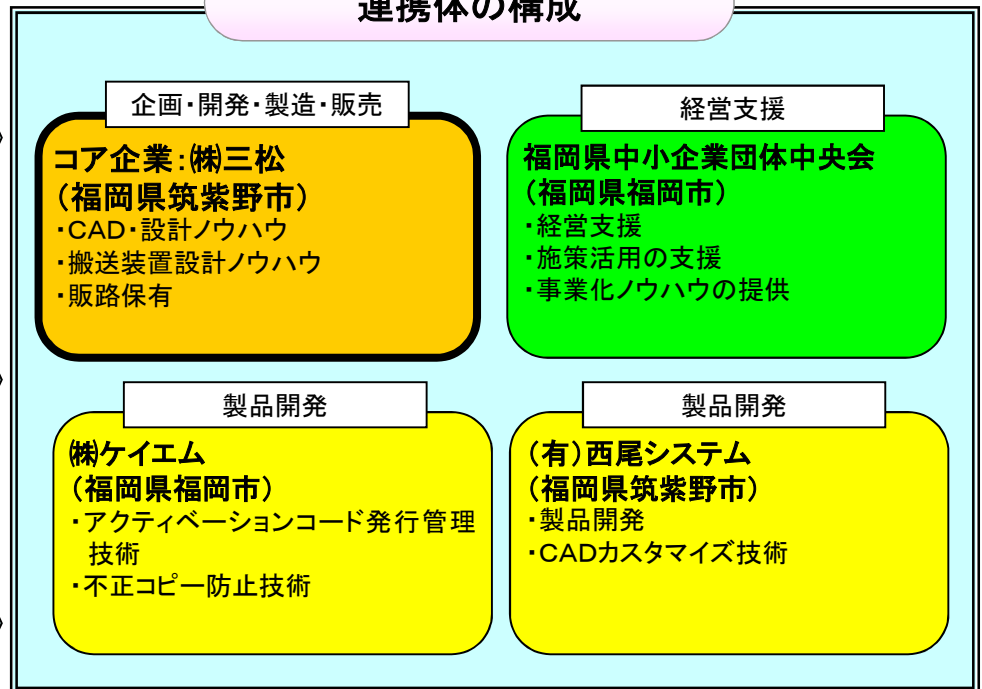 連携体の構成
企画・開発・製造・販売
コア企業：㈱三松
（福岡県筑紫野市）
・CAD・設計ノウハウ
・搬送装置設計ノウハウ
・販路保有
経営支援
福岡県中小企業団体中央会
（福岡県福岡市）
・経営支援
・施策活用の支援
・事業化ノウハウの提供
製品開発
㈱ケイエム
（福岡県福岡市）
・アクティベーションコード発行管理
技術
・不正コピー防止技術
製品開発
（有）西尾システム
（福岡県筑紫野市）
・製品開発
・CADカスタマイズ技術